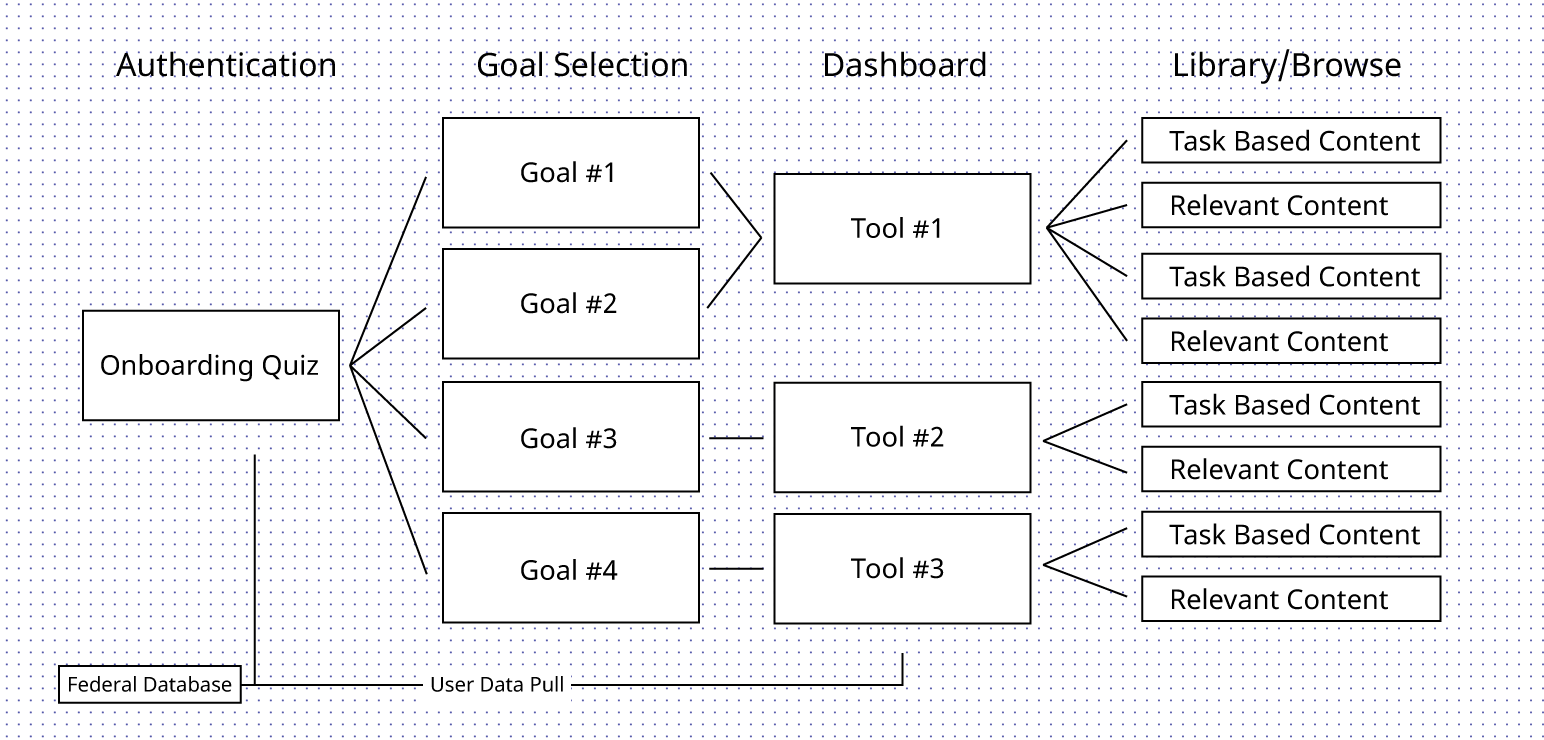 Authentication
Goal Selection
Dashboard
Library/Browse
Onboarding Quiz
Goal #1
Goal #2
Goal #3
Goal #4
Tool #1
Tool #2
Tool #3
Task Based Content
Relevant Content
Task Based Content
Relevant Content
Task Based Content
Relevant Content
Task Based Content
Relevant Content
Federal Database
User Data Pull